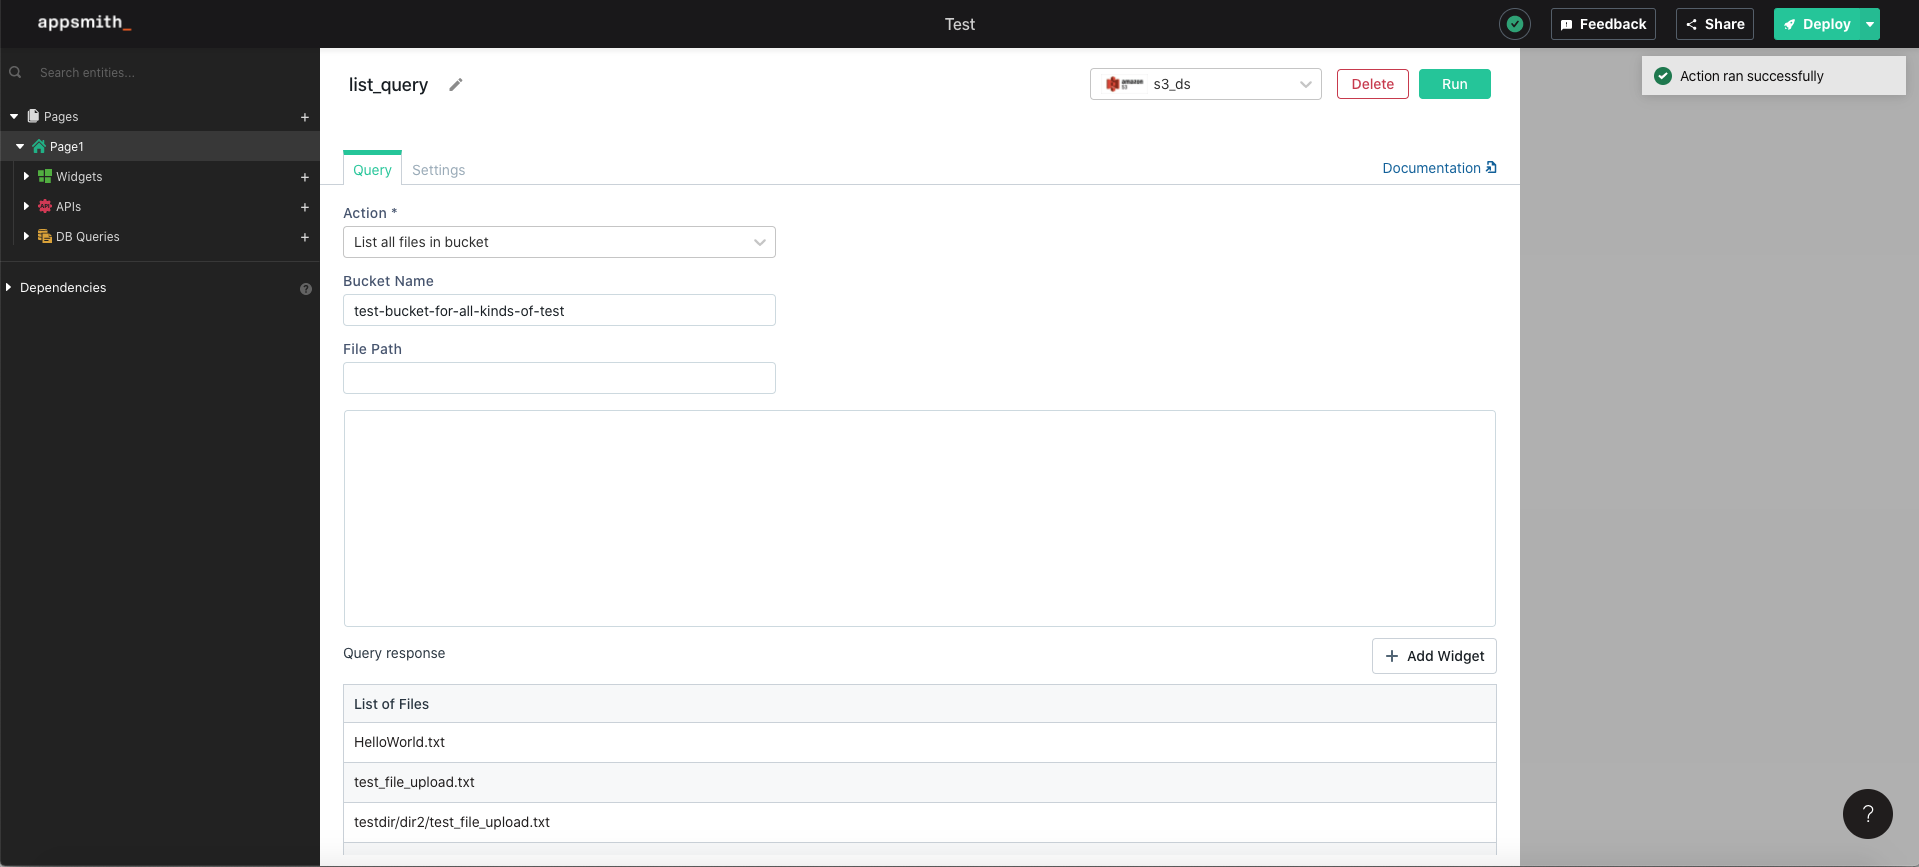 appsmith_
Test
Feedback
Share
Deploy
Search entities...
list_query
amazon
S3
s3_ds
Delete
Run
Action ran successfully
Pages
Page1
Widgets
APIs
DB Queries
Dependencies
?
Query
Settings
Documentation
Action *
List all files in bucket
Bucket Name
test-bucket-for-all-kinds-of-test
File Path
Query response
+ Add Widget
List of Files
HelloWorld.txt
test_file_upload.txt
testdir/dir2/test_file_upload.txt
?